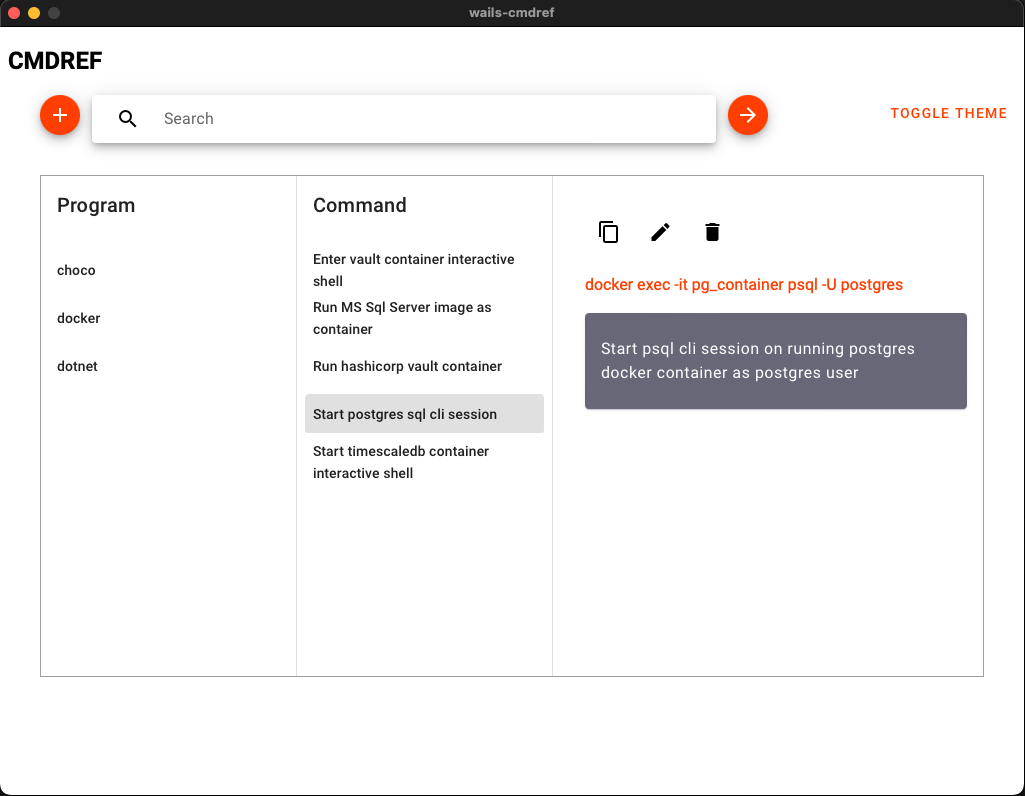 wails-cmdref
CMDREF
Search
TOGGLE THEME
Program
choco
docker
dotnet
Command
Enter vault container interactive
shell
Run MS Sql Server image as
container
Run hashicorp vault container
Start postgres sql cli session
Start timescaledb container
interactive shell
docker exec -it pg_container psql -U postgres
Start psql cli session on running postgres
docker container as postgres user